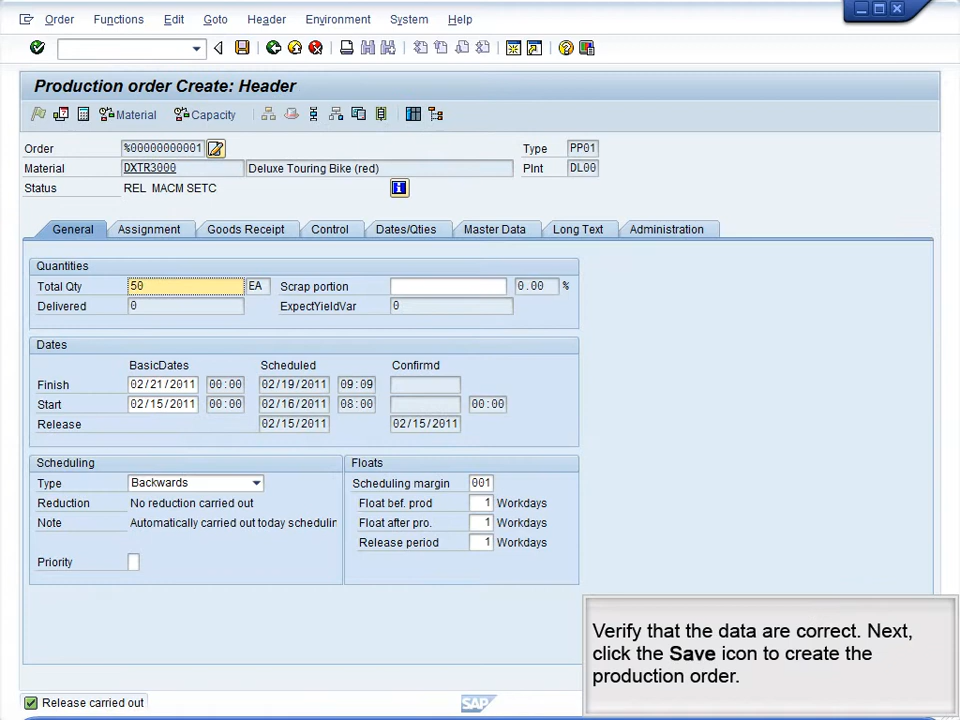 Order Functions Edit Goto Header Environment System Help
Production order Create: Header
Material Capacity
Order %00000000001 Type PP01
Material DXTR3000 Deluxe Touring Bike (red) Plnt DL00
Status REL MACM SETC
General Assignment Goods Receipt Control Dates/Qties Master Data Long Text Administration
Quantities
Total Qty 50 EA Scrap portion 0.00 %
Delivered 0 ExpectYieldVar 0
Dates
BasicDates Scheduled Confirmd
Finish 02/21/2011 00:00 02/19/2011 09:09
Start 02/15/2011 00:00 02/16/2011 08:00 00:00
Release 02/15/2011 02/15/2011
Scheduling Floats
Type Backwards Scheduling margin 001
Reduction No reduction carried out Float bef. prod 1 Workdays
Note Automatically carried out today schedulin Float after pro. 1 Workdays
Release period 1 Workdays
Priority
Verify that the data are correct. Next,
click the Save icon to create the
production order.
Release carried out SAP